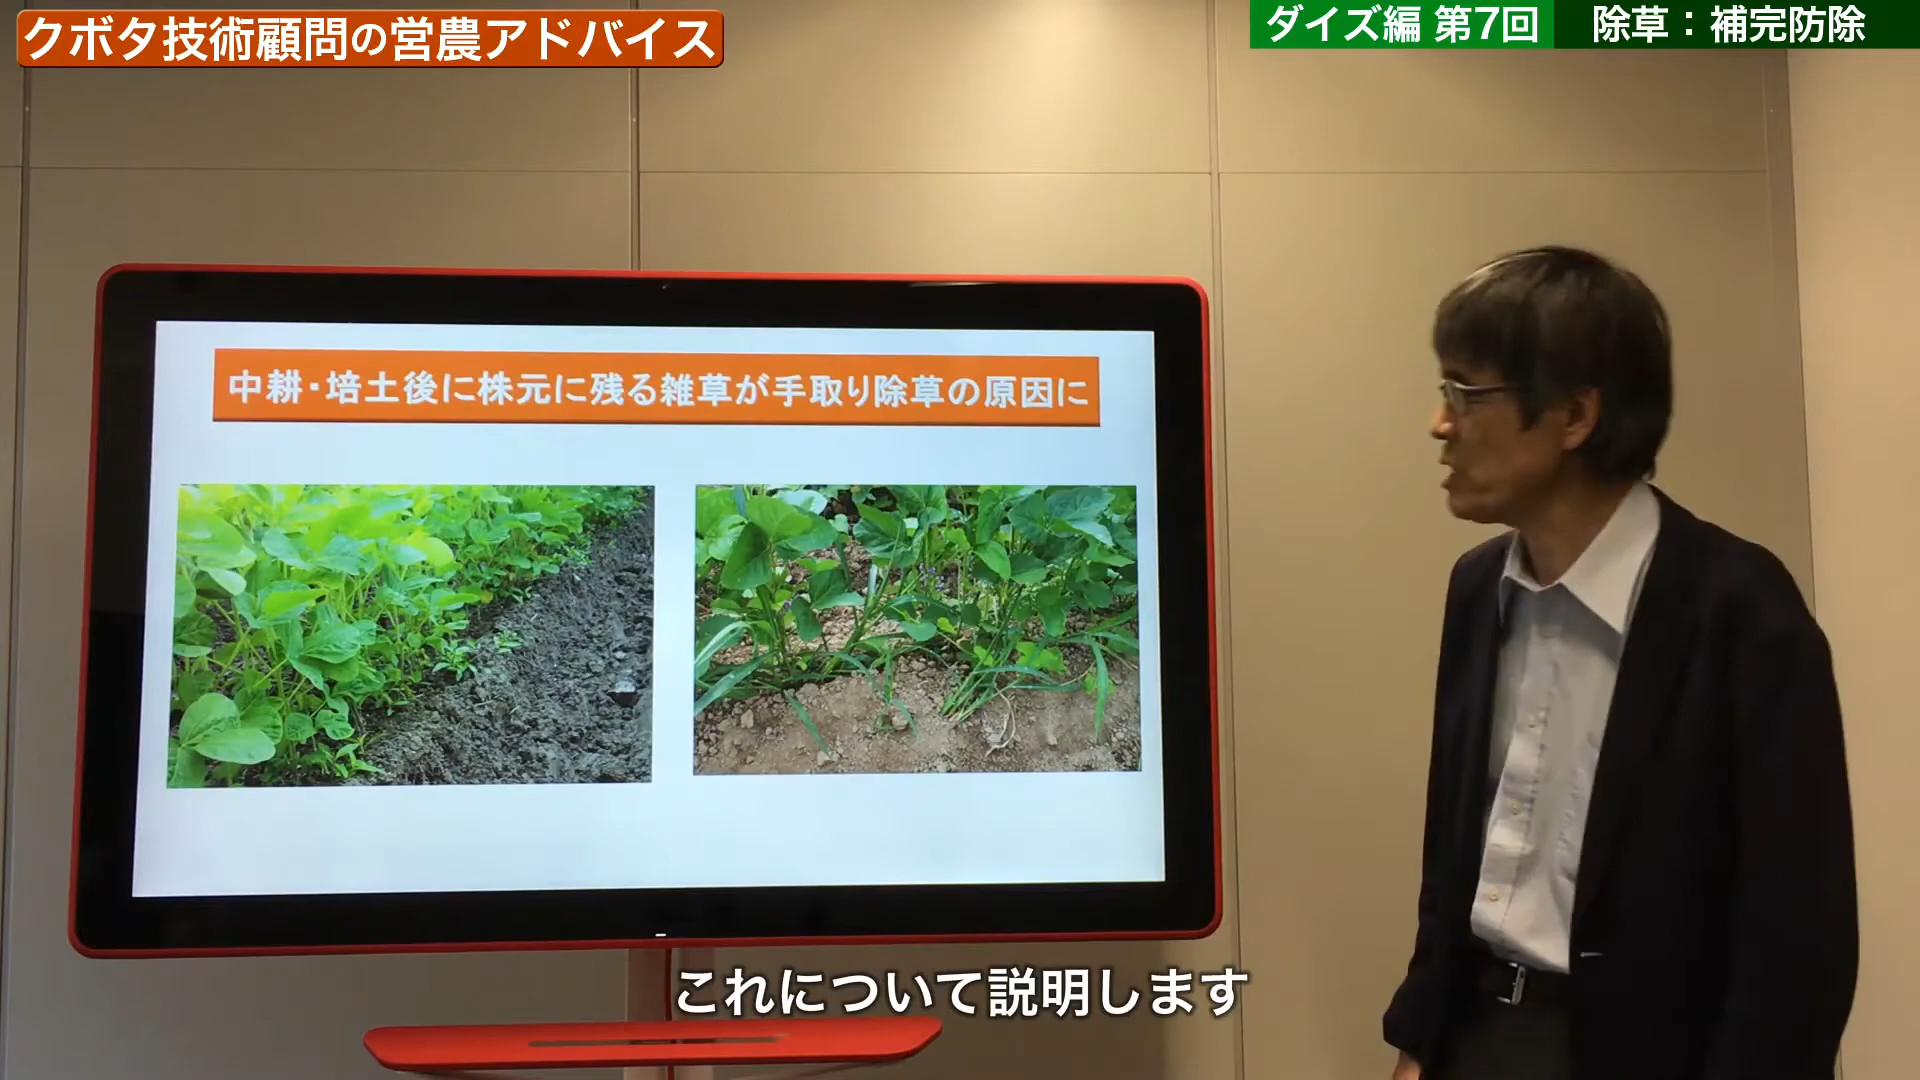 クボタ技術顧問の営農アドバイス
ダイズ編 第7回 除草：補完防除
中耕・培土後に株元に残る雑草が手取り除草の原因に
これについて説明します